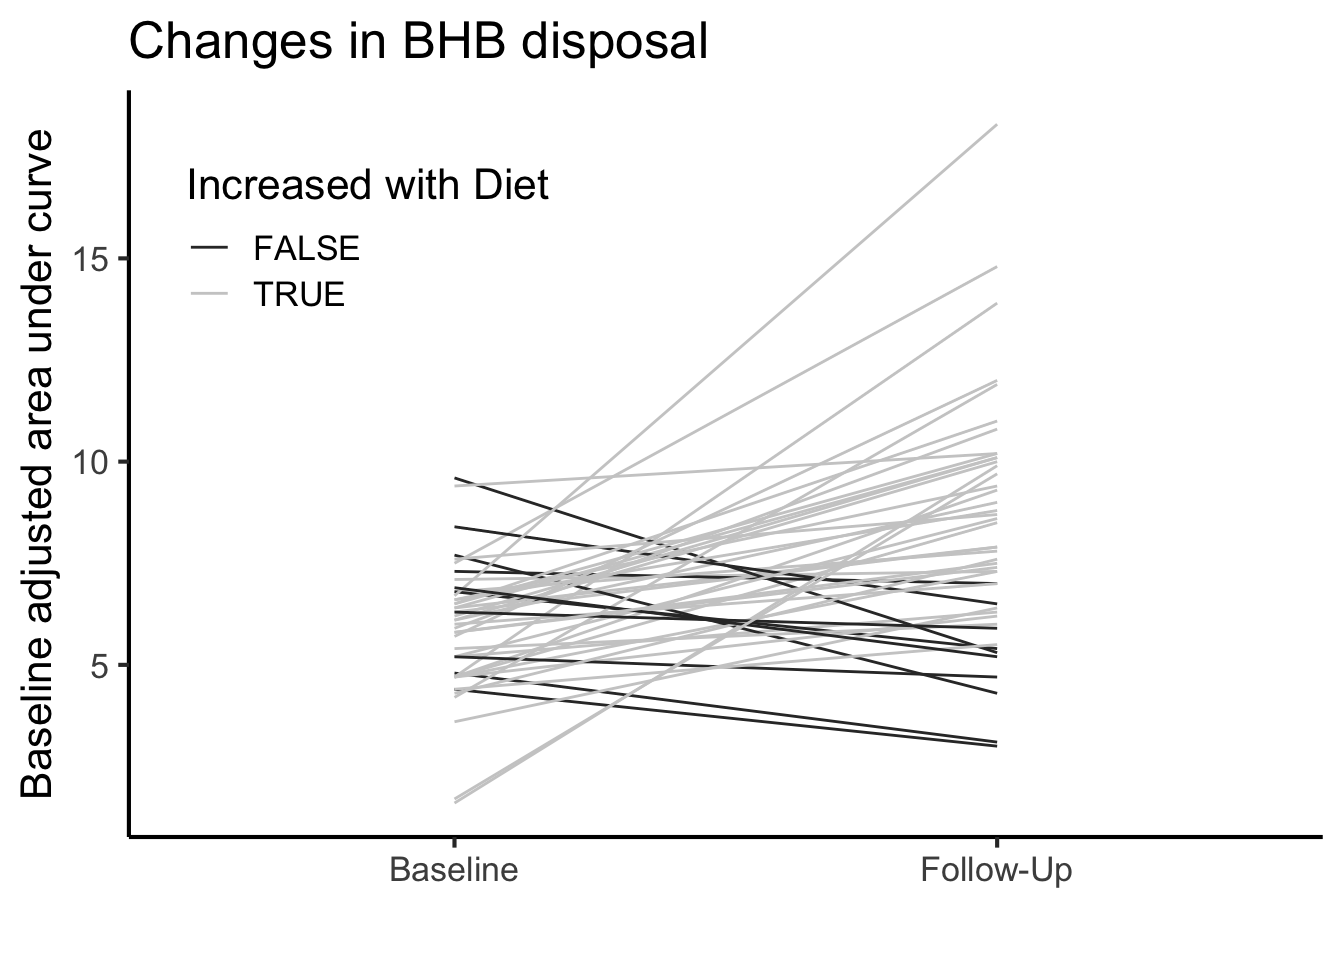 Changes in BHB disposal
Baseline adjusted area under curve
Increased with Diet
FALSE
TRUE
15
10
5
Baseline
Follow-Up